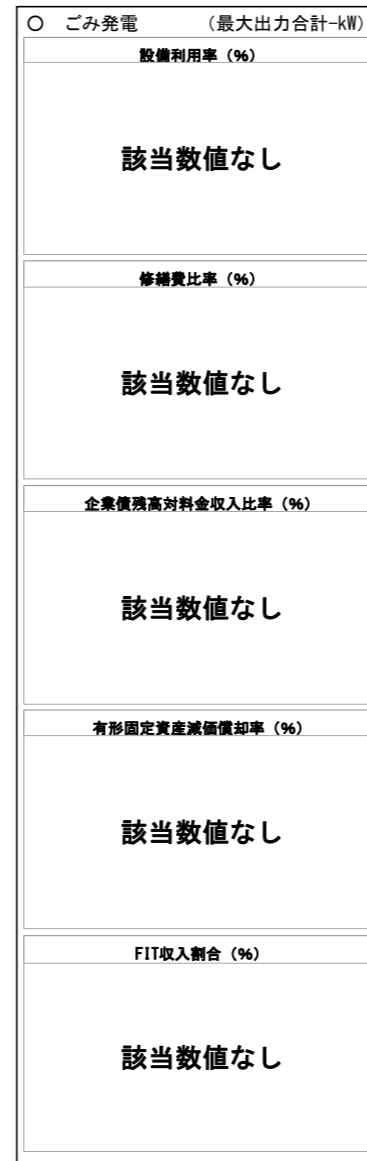 ○ ごみ発電 (最大出力合計-kW)
設備利用率（%）
該当数値なし
修繕費比率（%）
該当数値なし
企業債残高対料金収入比率（%）
該当数値なし
有形固定資産減価償却率（%）
該当数値なし
FIT収入割合（%）
該当数値なし